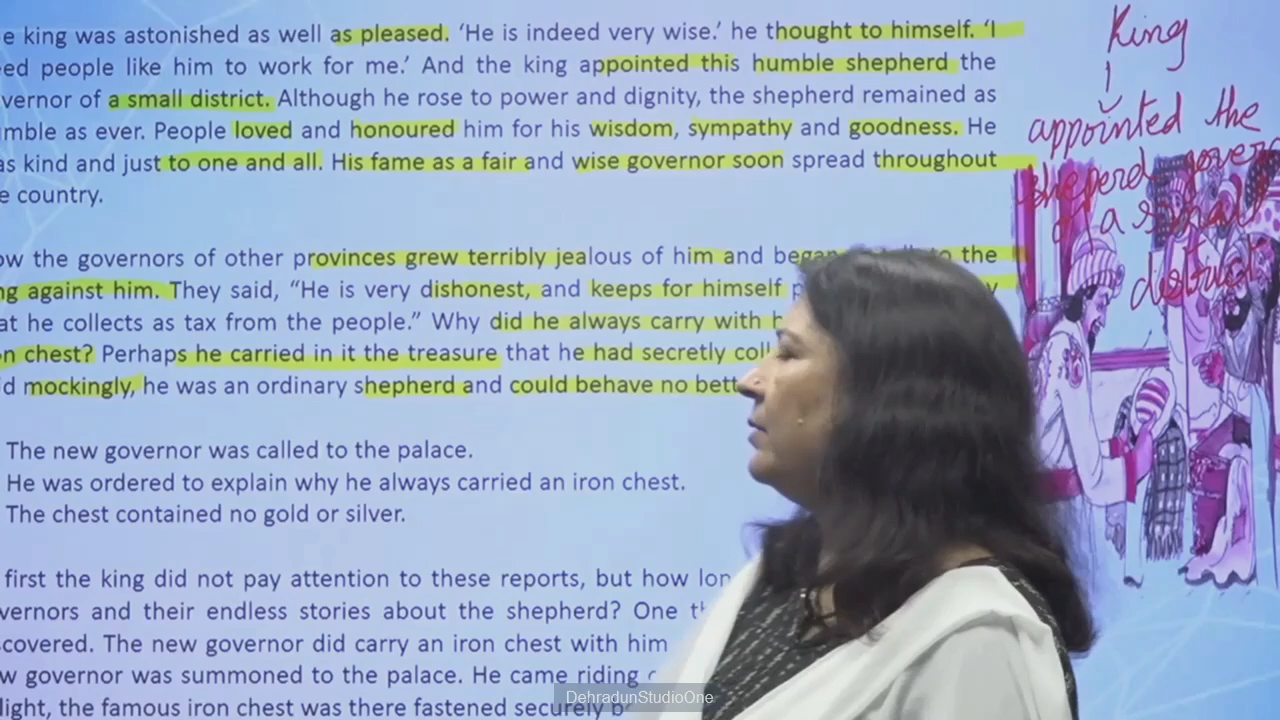 e king was astonished as well as pleased. ‘He is indeed very wise.’ he thought to himself. ‘I
eed people like him to work for me.’ And the king appointed this humble shepherd the
vernor of a small district. Although he rose to power and dignity, the shepherd remained as
mble as ever. People loved and honoured him for his wisdom, sympathy and goodness. He
as kind and just to one and all. His fame as a fair and wise governor soon spread throughout
e country.
ow the governors of other provinces grew terribly jealous of him and began to the
ng against him. They said, “He is very dishonest, and keeps for himself
at he collects as tax from the people.” Why did he always carry with h
n chest? Perhaps he carried in it the treasure that he had secretly coll
d mockingly, he was an ordinary shepherd and could behave no bett
The new governor was called to the palace.
He was ordered to explain why he always carried an iron chest.
The chest contained no gold or silver.
first the king did not pay attention to these reports, but how lon
vernors and their endless stories about the shepherd? One th
covered. The new governor did carry an iron chest with him
w governor was summoned to the palace. He came riding
light, the famous iron chest was there fastened securely b
King
appointed the
sheperd gover
of a small
district
DehradunStudioOne